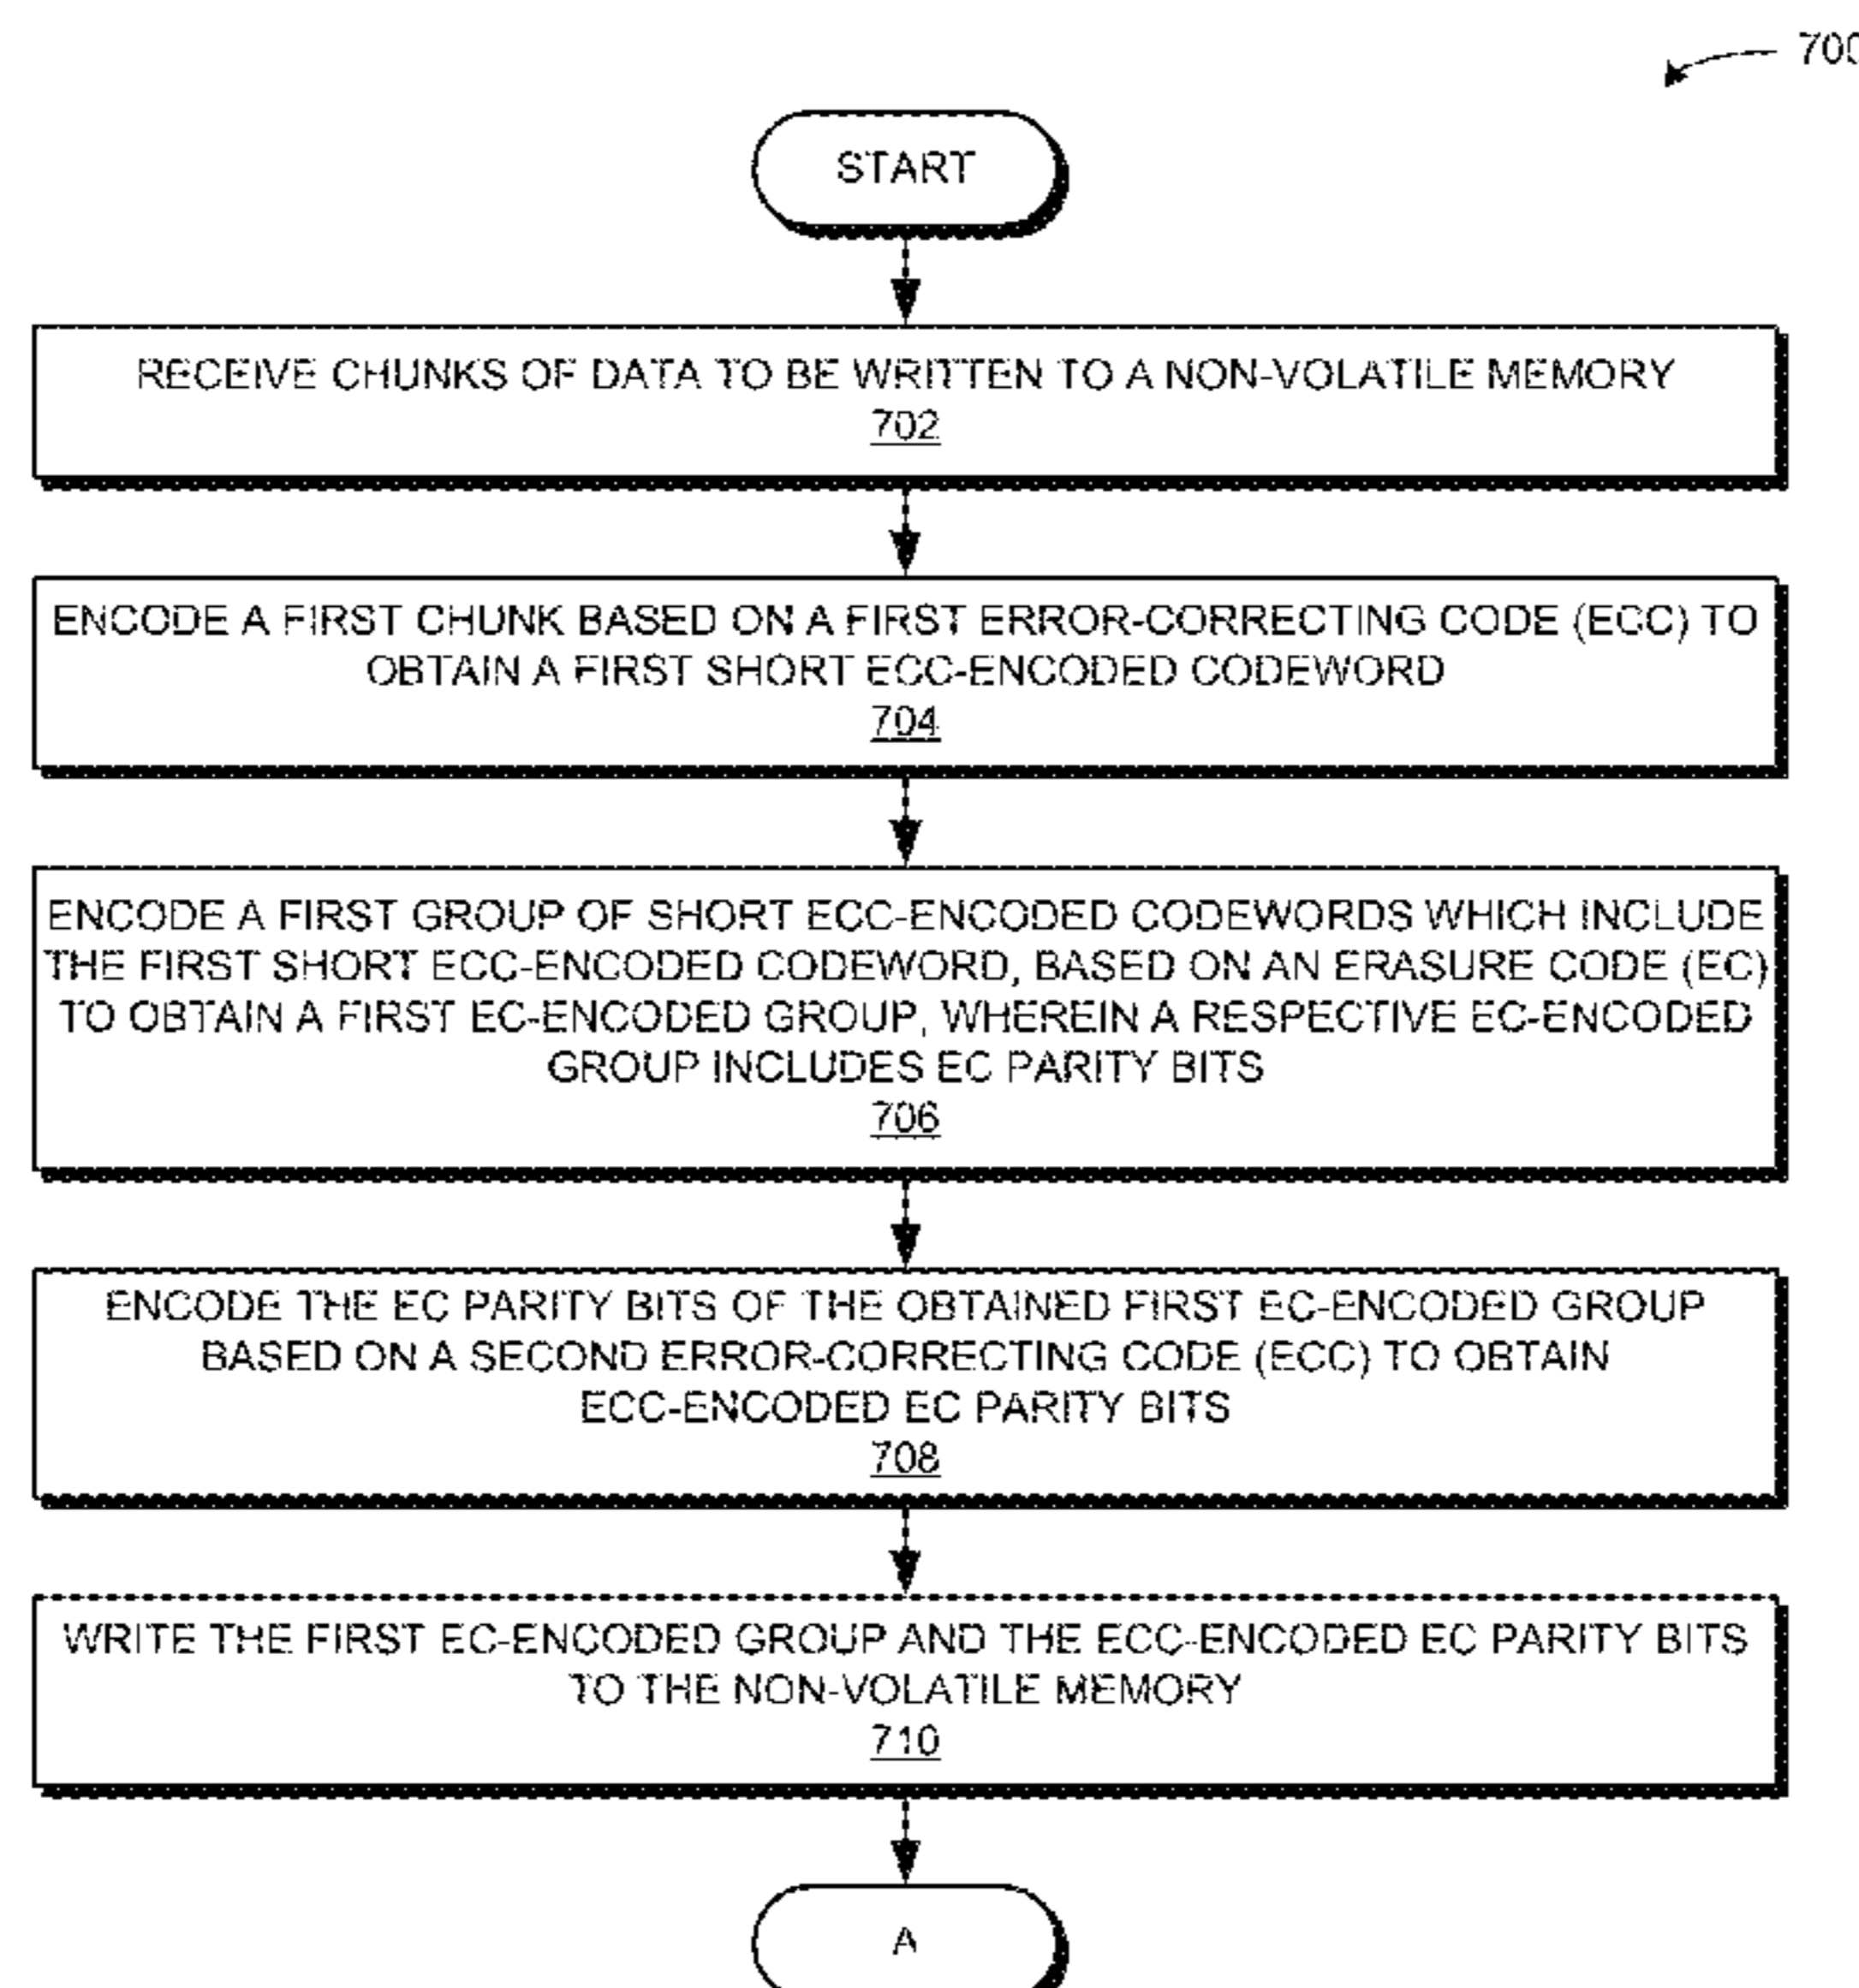 700
START
RECEIVE CHUNKS OF DATA TO BE WRITTEN TO A NON-VOLATILE MEMORY
702
ENCODE A FIRST CHUNK BASED ON A FIRST ERROR-CORRECTING CODE (ECC) TO
OBTAIN A FIRST SHORT ECC-ENCODED CODEWORD
704
ENCODE A FIRST GROUP OF SHORT ECC-ENCODED CODEWORDS WHICH INCLUDE
THE FIRST SHORT ECC-ENCODED CODEWORD, BASED ON AN ERASURE CODE (EC)
TO OBTAIN A FIRST EC-ENCODED GROUP, WHEREIN A RESPECTIVE EC-ENCODED
GROUP INCLUDES EC PARITY BITS
706
ENCODE THE EC PARITY BITS OF THE OBTAINED FIRST EC-ENCODED GROUP
BASED ON A SECOND ERROR-CORRECTING CODE (ECC) TO OBTAIN
ECC-ENCODED EC PARITY BITS
708
WRITE THE FIRST EC-ENCODED GROUP AND THE ECC-ENCODED EC PARITY BITS
TO THE NON-VOLATILE MEMORY
710
A